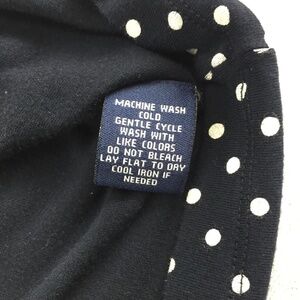 MACHINE WASH
COLD
GENTLE CYCLE
WASH WITH
LIKE COLORS
DO NOT BLEACH
LAY FLAT TO DRY
COOL IRON IF
NEEDED